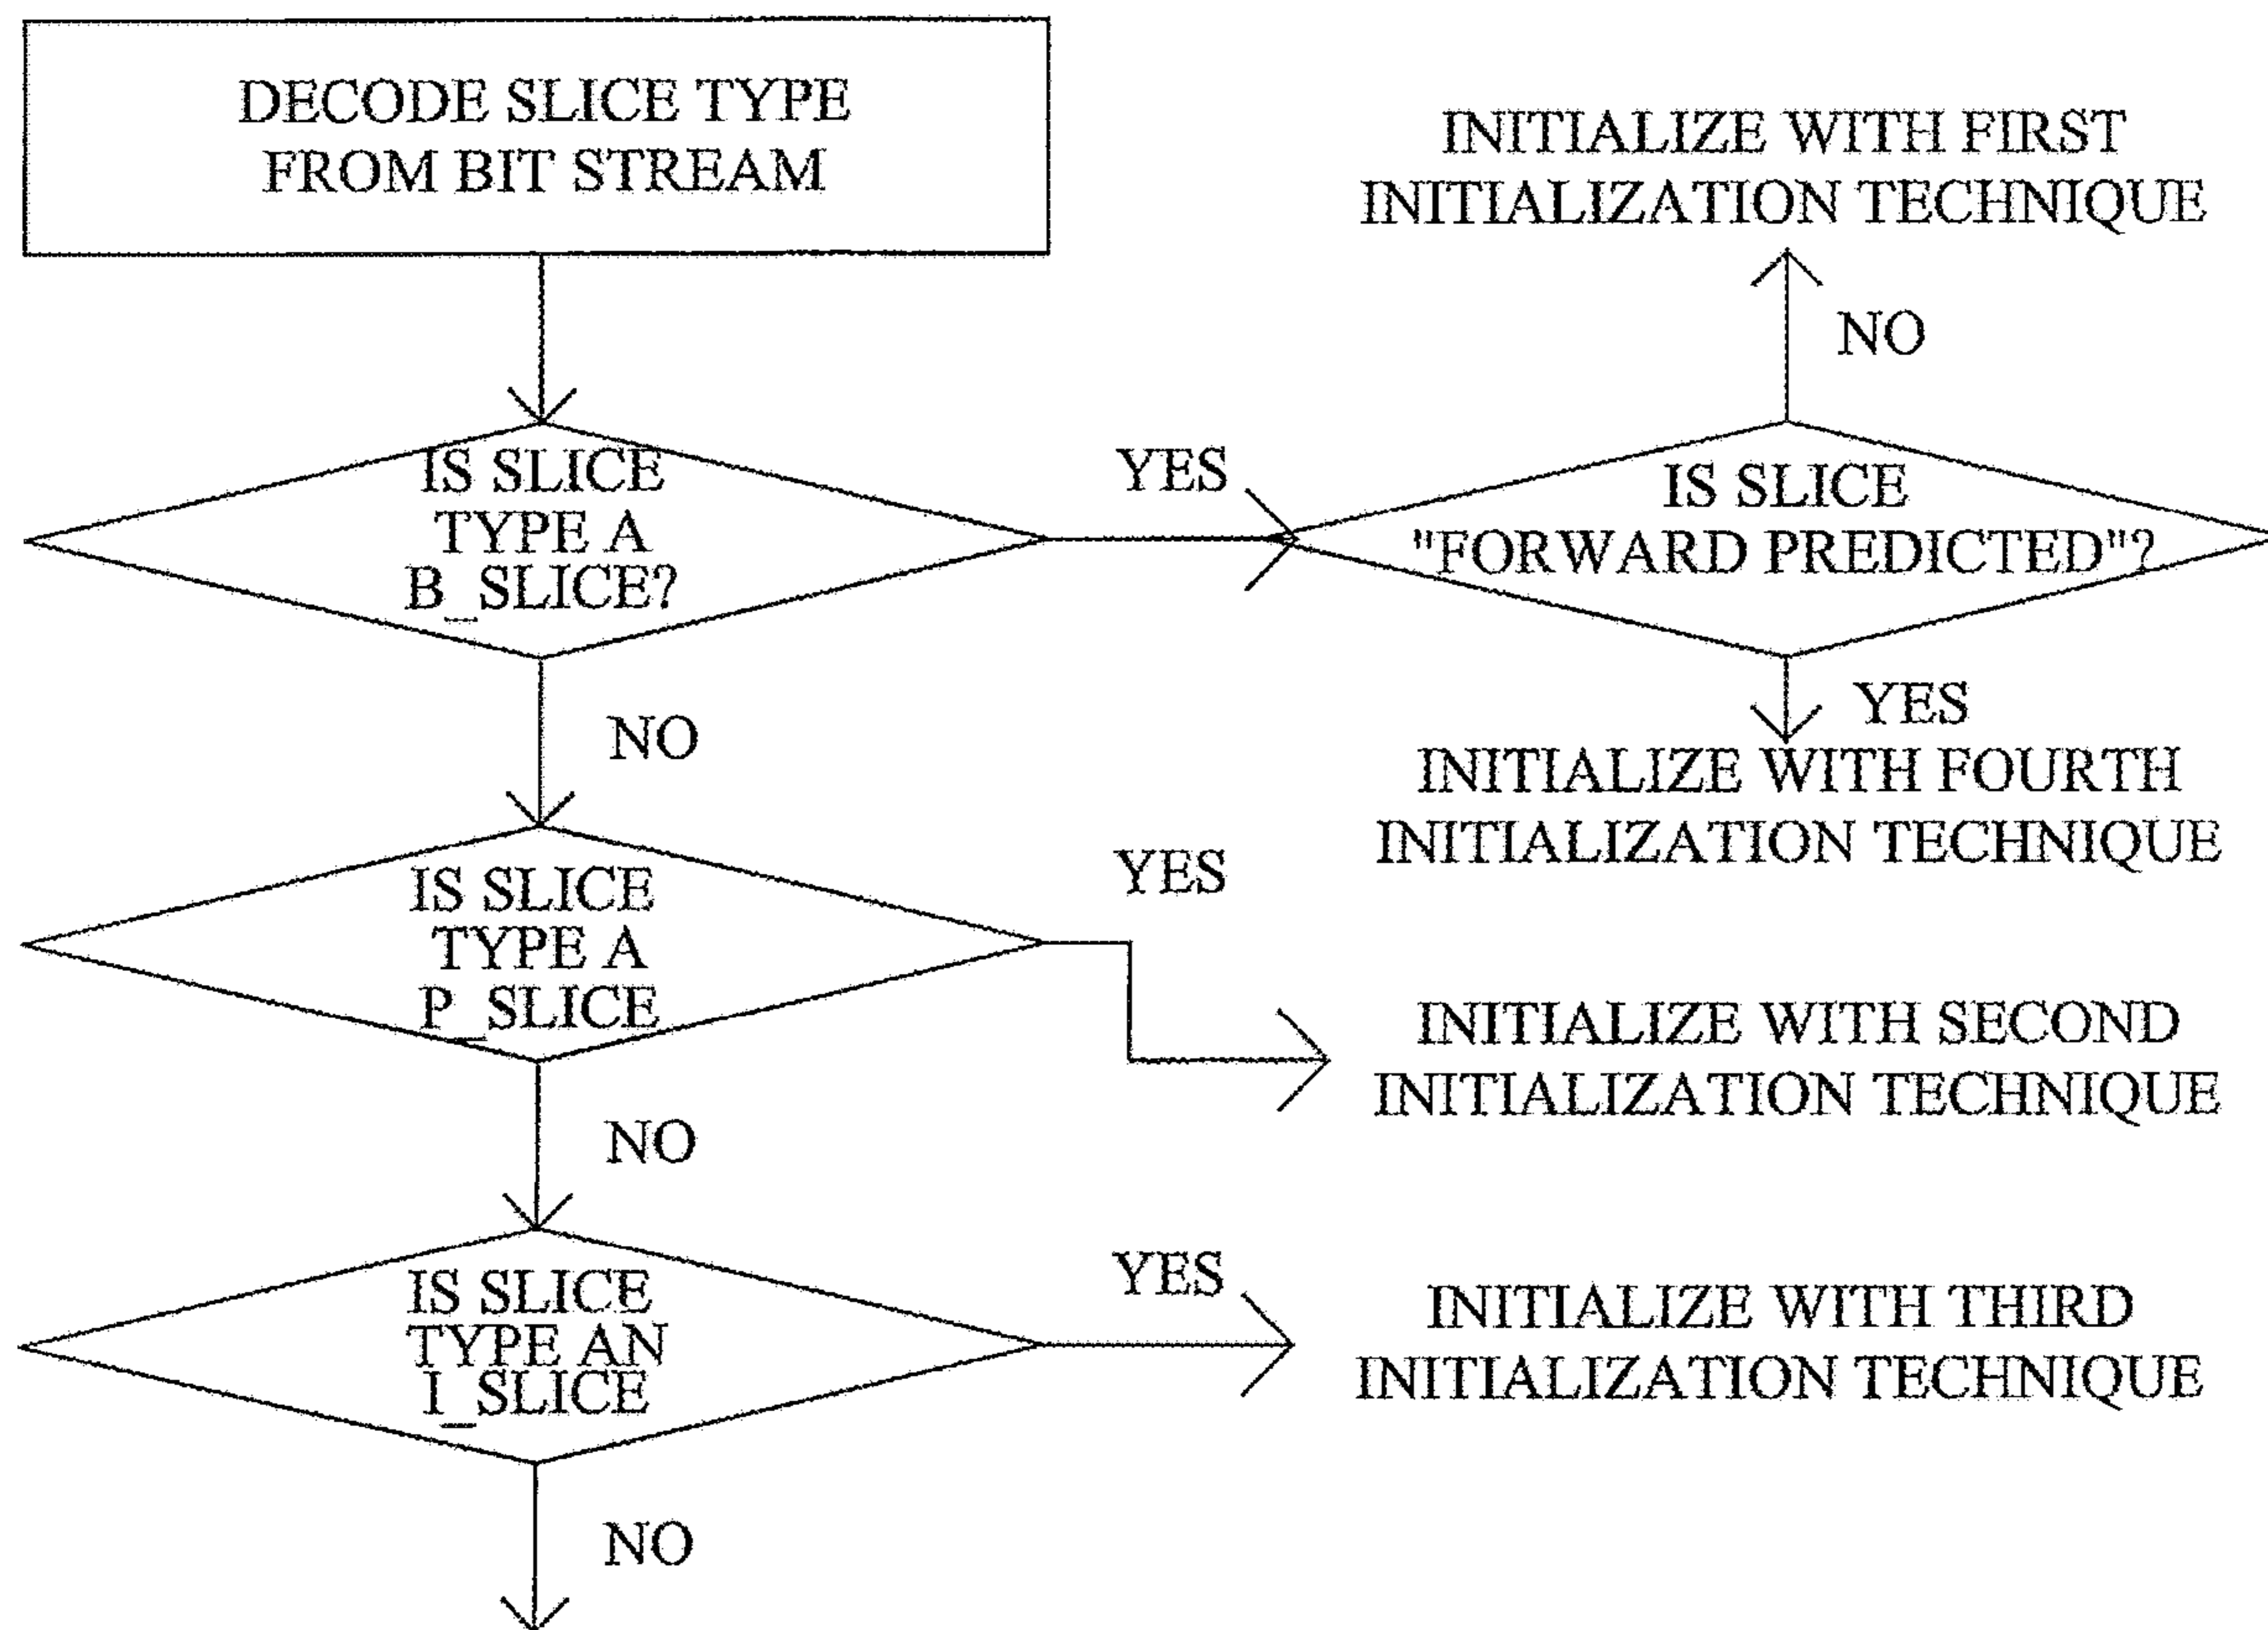 DECODE SLICE TYPE
FROM BIT STREAM
INITIALIZE WITH FIRST
INITIALIZATION TECHNIQUE
NO
IS SLICE
TYPE A
B_SLICE?
YES
IS SLICE
"FORWARD PREDICTED"?
YES
INITIALIZE WITH FOURTH
INITIALIZATION TECHNIQUE
NO
IS SLICE
TYPE A
P_SLICE
YES
INITIALIZE WITH SECOND
INITIALIZATION TECHNIQUE
NO
IS SLICE
TYPE AN
I_SLICE
YES
INITIALIZE WITH THIRD
INITIALIZATION TECHNIQUE
NO